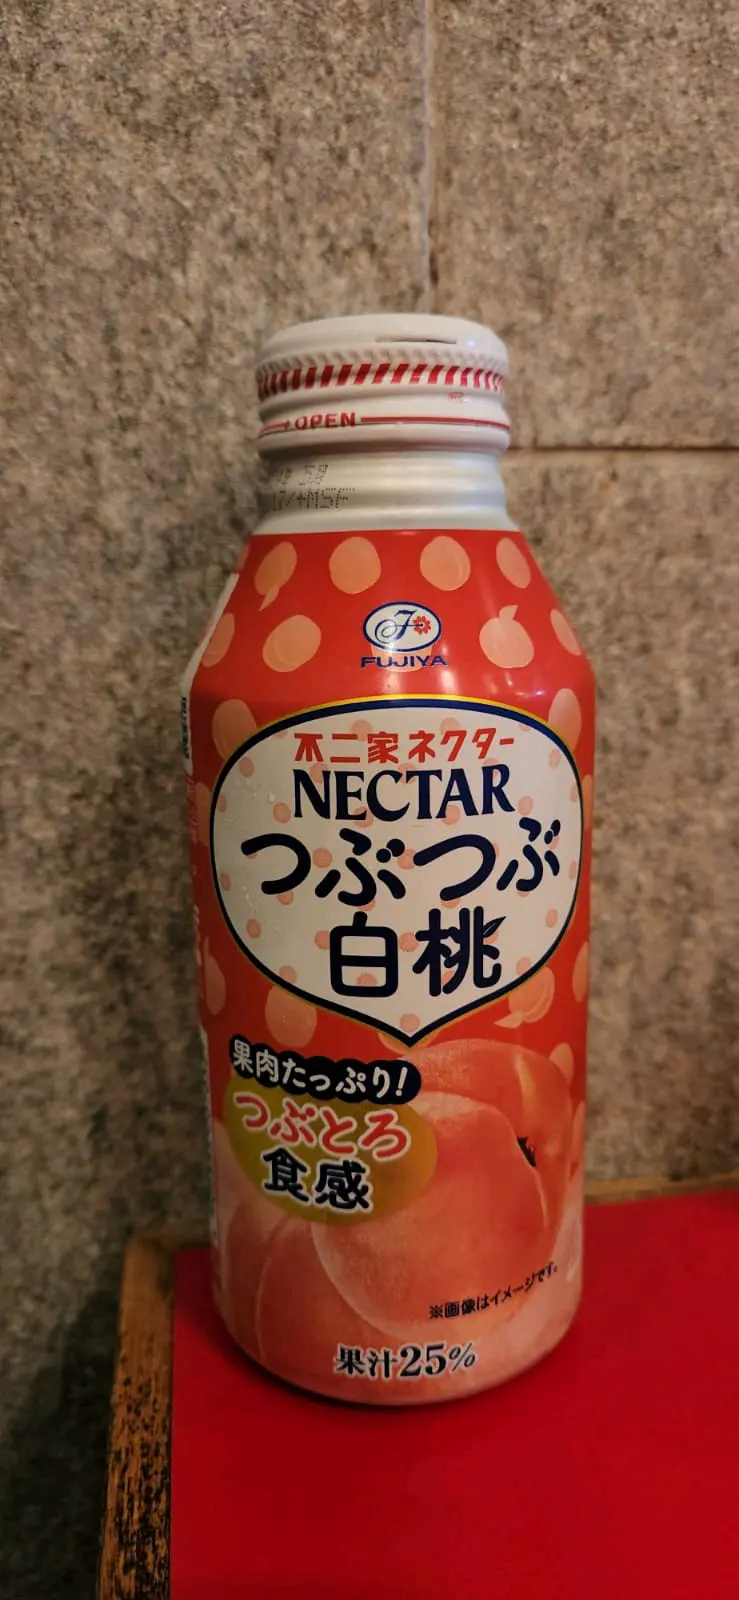 OPEN
FUJIYA
不二家ネクター
NECTAR
つぶつぶ
白桃
果肉たっぷり!
つぶとろ
食感
※画像はイメージです。
果汁25%